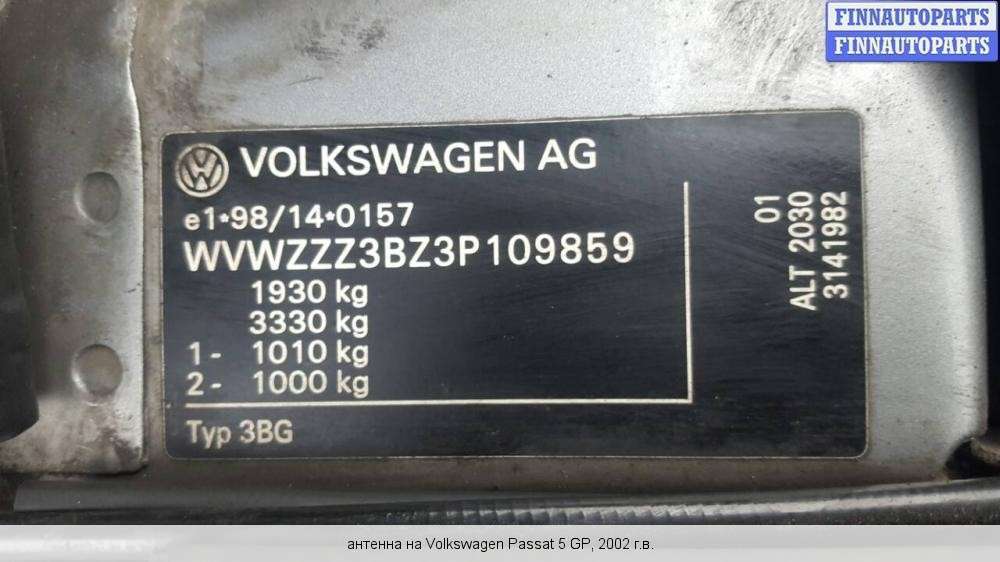 FINNAUTOPARTS
FINNAUTOPARTS
VOLKSWAGEN AG
e1*98/14*0157
WVWZZZ3BZ3P109859
1930 kg
3330 kg
1 - 1010 kg
2 - 1000 kg
Typ 3BG
01
ALT 2030
3141982
антенна на Volkswagen Passat 5 GP, 2002 г.в.